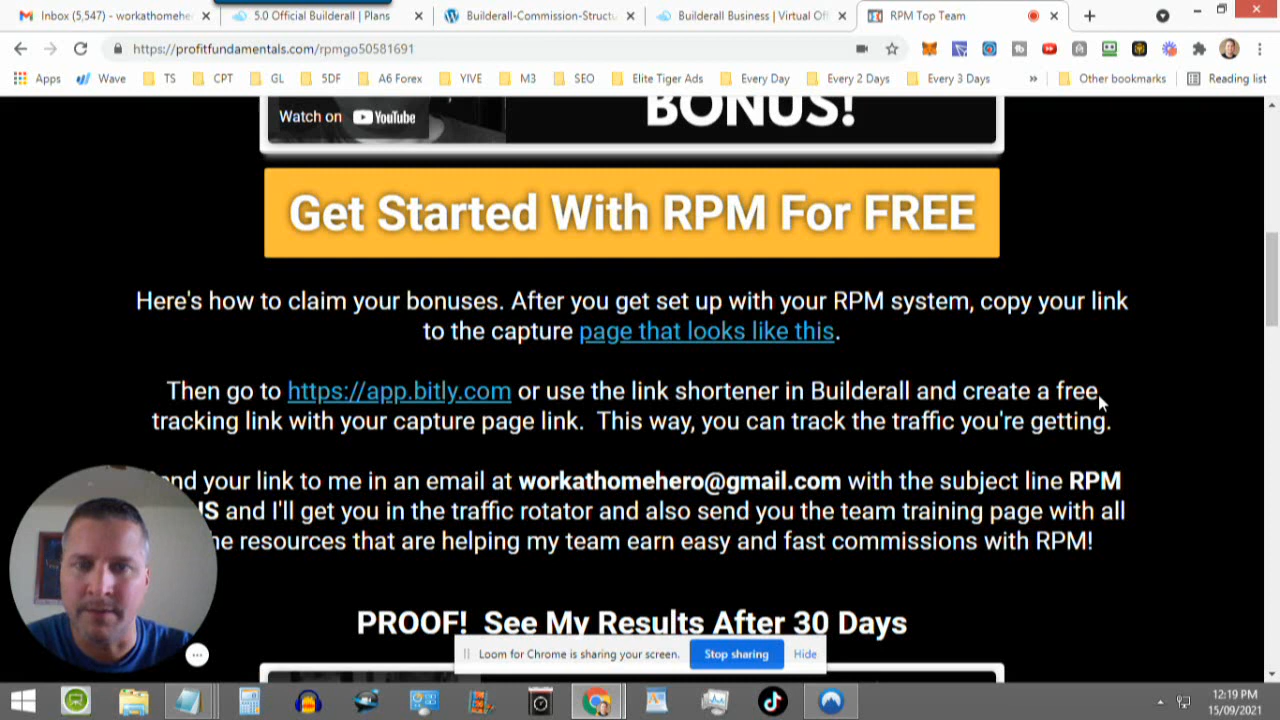 Inbox (5,547) - workathomehe
5.0 Official Builderall | Plans
Builderall-Commission-Structu
Builderall Business | Virtual Off
RPM Top Team
https://profitfundamentals.com/rpmgo50581691
Apps
Wave
TS
CPT
GL
5DF
A6 Forex
YIVE
M3
SEO
Elite Tiger Ads
Every Day
Every 2 Days
Every 3 Days
»
Other bookmarks
Reading list
Watch on YouTube
BONUS!
Get Started With RPM For FREE
Here's how to claim your bonuses. After you get set up with your RPM system, copy your link
to the capture page that looks like this.
Then go to https://app.bitly.com or use the link shortener in Builderall and create a free
tracking link with your capture page link. This way, you can track the traffic you're getting.
nd your link to me in an email at workathomehero@gmail.com with the subject line RPM
US and I'll get you in the traffic rotator and also send you the team training page with all
he resources that are helping my team earn easy and fast commissions with RPM!
PROOF! See My Results After 30 Days
Loom for Chrome is sharing your screen.
Stop sharing
Hide
12:19 PM
15/09/2021